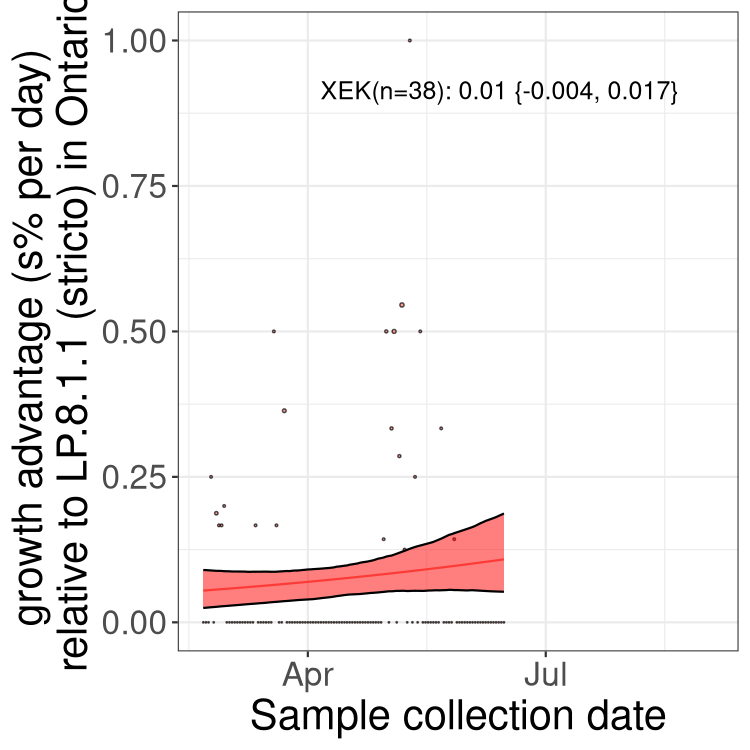 growth advantage (s% per day)
relative to LP.8.1.1 (stricto) in Ontario
1.00
0.75
0.50
0.25
0.00
XEK(n=38): 0.01 {-0.004, 0.017}
Apr
Jul
Sample collection date